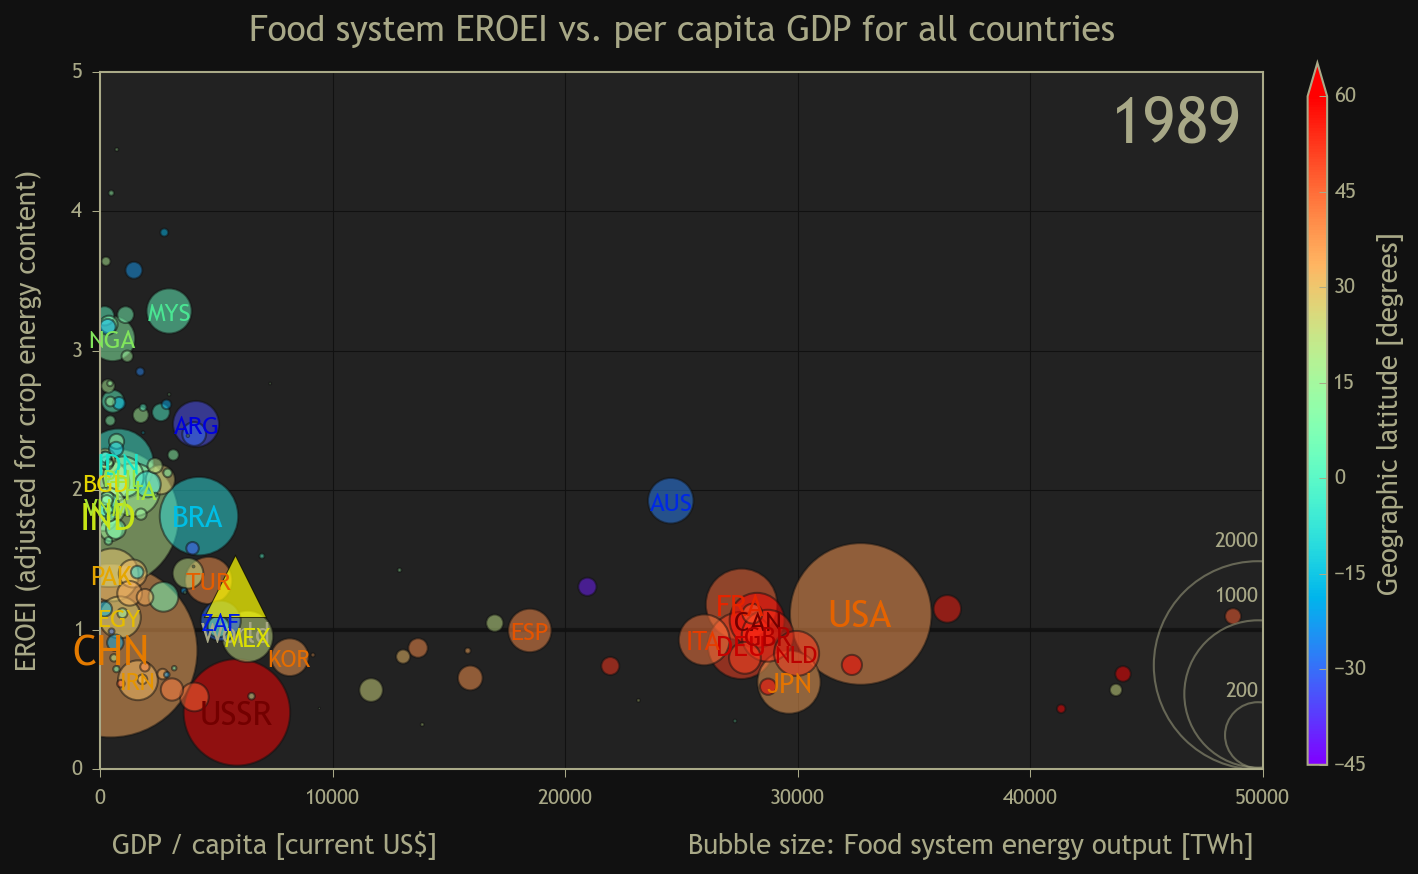 Food system EROEI vs. per capita GDP for all countries
1989
EROEI (adjusted for crop energy content)
5
4
3
2
1
0
0
10000
20000
30000
40000
50000
GDP / capita [current US$]
Bubble size: Food system energy output [TWh]
2000
1000
200
60
45
30
15
0
−15
−30
−45
Geographic latitude [degrees]
MYS
NGA
ARG
IDN
BGD
THA
IND
BRA
AUS
PAK
TUR
EGY
ZAF
MEX
CHN
KOR
IRN
USSR
ESP
FRA
CAN
ITA
GBR
DEU
NLD
JPN
USA